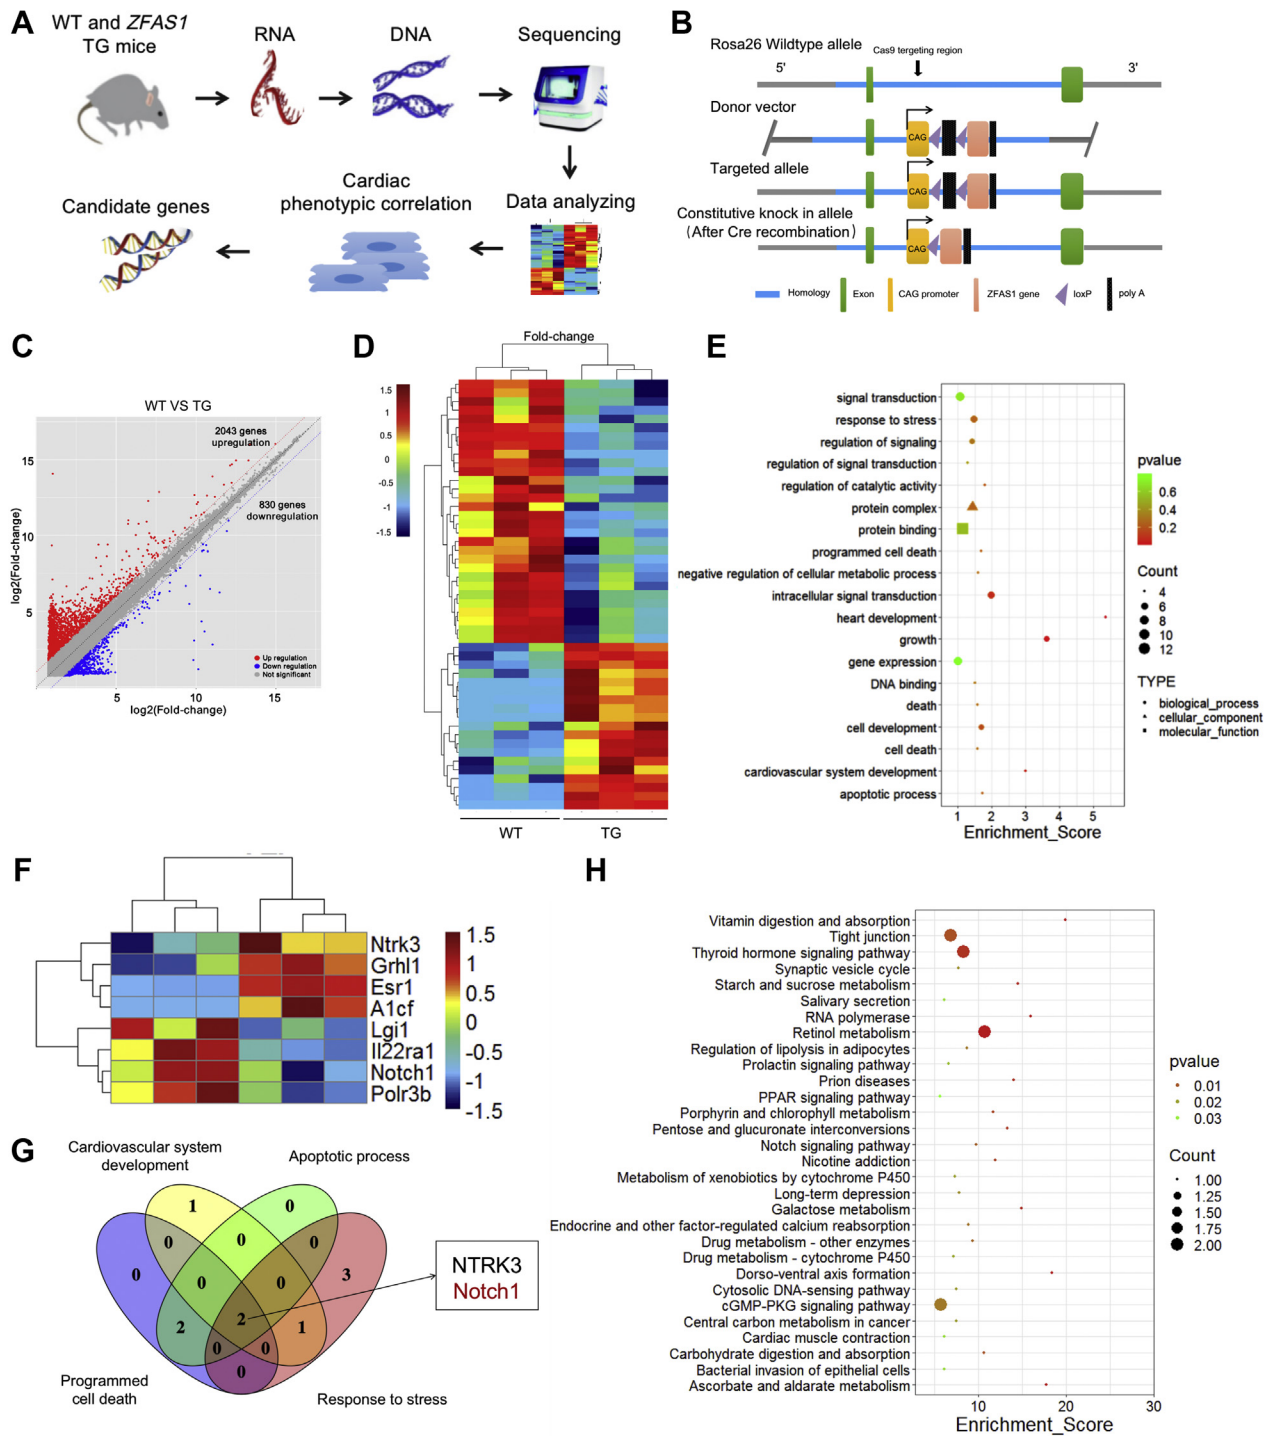 A
WT and ZFAS1
TG mice
RNA
DNA
Sequencing
Candidate genes
Cardiac
phenotypic correlation
Data analyzing
B
Rosa26 Wildtype allele
Cas9 targeting region
5'
3'
Donor vector
CAG
Targeted allele
CAG
Constitutive knock in allele
(After Cre recombination)
CAG
Homology
Exon
CAG promoter
ZFAS1 gene
loxP
poly A
C
WT VS TG
2043 genes
upregulation
830 genes
downregulation
15
10
5
log2(Fold-change)
Up regulation
Down regulation
Not significant
5
10
15
log2(Fold-change)
D
Fold-change
1.5
1
0.5
0
-0.5
-1
-1.5
WT
TG
E
signal transduction
response to stress
regulation of signaling
regulation of signal transduction
regulation of catalytic activity
protein complex
protein binding
programmed cell death
negative regulation of cellular metabolic process
intracellular signal transduction
heart development
growth
gene expression
DNA binding
death
cell development
cell death
cardiovascular system development
apoptotic process
1
2
3
4
5
Enrichment_Score
pvalue
0.6
0.4
0.2
Count
4
6
8
10
12
TYPE
biological_process
cellular_component
molecular_function
F
Ntrk3
Grhl1
Esr1
A1cf
Lgi1
Il22ra1
Notch1
Polr3b
1.5
1
0.5
0
-0.5
-1
-1.5
G
Cardiovascular system
development
Apoptotic process
1
0
0
0
0
0
0
0
3
2
2
1
0
0
0
NTRK3
Notch1
Programmed
cell death
Response to stress
H
Vitamin digestion and absorption
Tight junction
Thyroid hormone signaling pathway
Synaptic vesicle cycle
Starch and sucrose metabolism
Salivary secretion
RNA polymerase
Retinol metabolism
Regulation of lipolysis in adipocytes
Prolactin signaling pathway
Prion diseases
PPAR signaling pathway
Porphyrin and chlorophyll metabolism
Pentose and glucuronate interconversions
Notch signaling pathway
Nicotine addiction
Metabolism of xenobiotics by cytochrome P450
Long-term depression
Galactose metabolism
Endocrine and other factor-regulated calcium reabsorption
Drug metabolism - other enzymes
Drug metabolism - cytochrome P450
Dorso-ventral axis formation
Cytosolic DNA-sensing pathway
cGMP-PKG signaling pathway
Central carbon metabolism in cancer
Cardiac muscle contraction
Carbohydrate digestion and absorption
Bacterial invasion of epithelial cells
Ascorbate and aldarate metabolism
10
20
30
Enrichment_Score
pvalue
0.01
0.02
0.03
Count
1.00
1.25
1.50
1.75
2.00